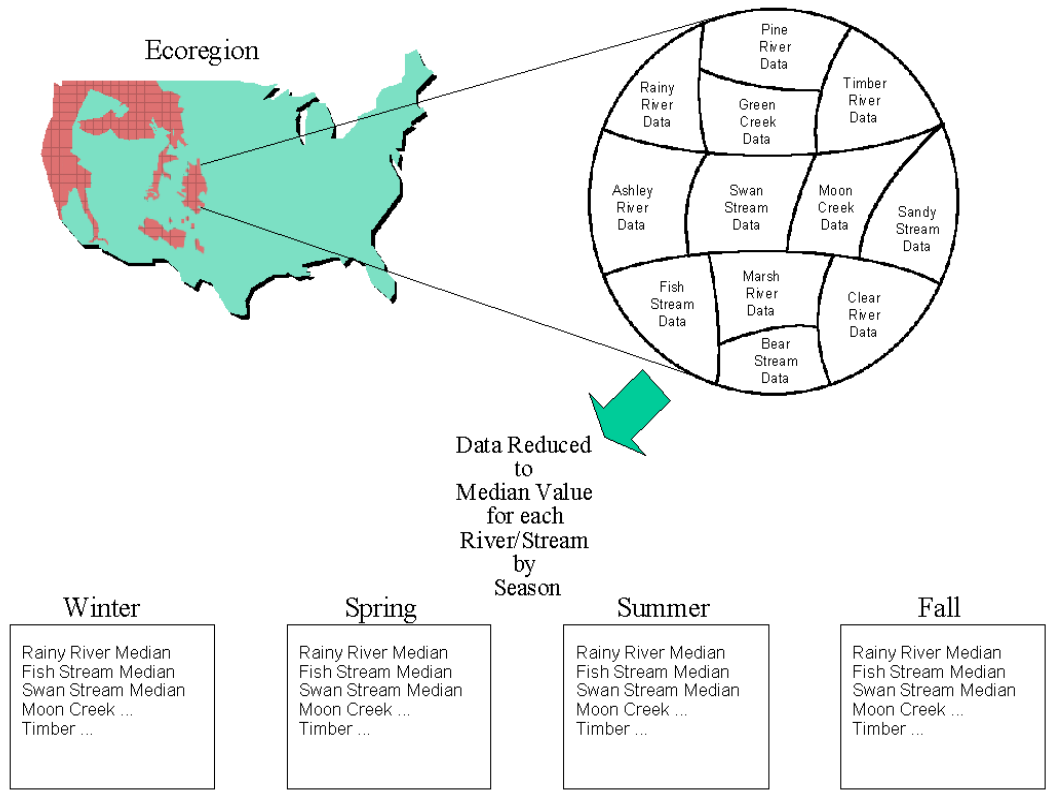 Ecoregion
Pine
River
Data
Rainy
River
Data
Green
Creek
Data
Timber
River
Data
Ashley
River
Data
Swan
Stream
Data
Moon
Creek
Data
Sandy
Stream
Data
Fish
Stream
Data
Marsh
River
Data
Clear
River
Data
Bear
Stream
Data
Data Reduced
to
Median Value
for each
River/Stream
by
Season
Winter
Rainy River Median
Fish Stream Median
Swan Stream Median
Moon Creek ...
Timber ...
Spring
Rainy River Median
Fish Stream Median
Swan Stream Median
Moon Creek ...
Timber ...
Summer
Rainy River Median
Fish Stream Median
Swan Stream Median
Moon Creek ...
Timber ...
Fall
Rainy River Median
Fish Stream Median
Swan Stream Median
Moon Creek ...
Timber ...